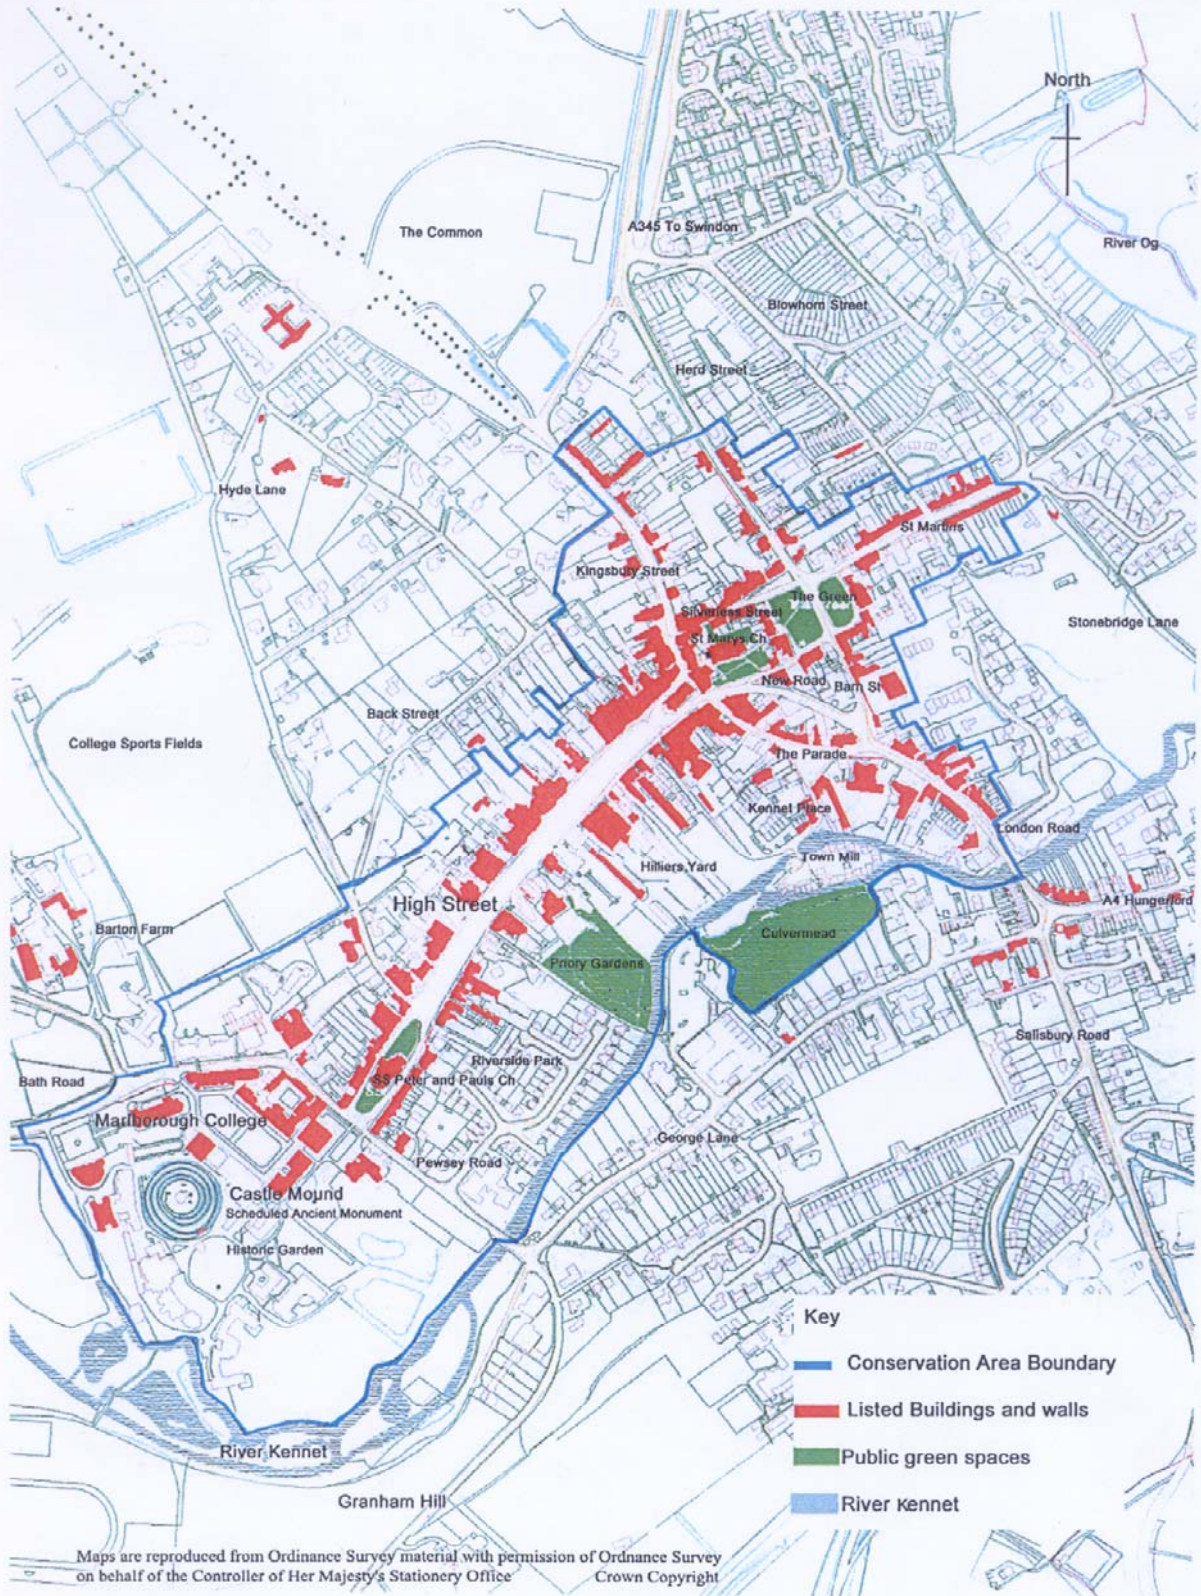 North
The Common
A345 To Swindon
River Og
Blowhorn Street
Herd Street
Hyde Lane
St Martins
Kingsbury Street
The Green
Silverless Street
Stonebridge Lane
St Marys Ch
New Road
Barn St
Back Street
College Sports Fields
The Parade
Kennet Place
London Road
Town Mill
Hilliers Yard
High Street
A4 Hungerford
Barton Farm
Culvermead
Priory Gardens
Salisbury Road
Riverside Park
Bath Road
SS Peter and Pauls Ch
Marlborough College
George Lane
Pewsey Road
Castle Mound
Scheduled Ancient Monument
Historic Garden
Key
Conservation Area Boundary
Listed Buildings and walls
Public green spaces
River Kennet
River Kennet
Granham Hill
Maps are reproduced from Ordinance Survey material with permission of Ordnance Survey
on behalf of the Controller of Her Majesty's Stationery Office Crown Copyright